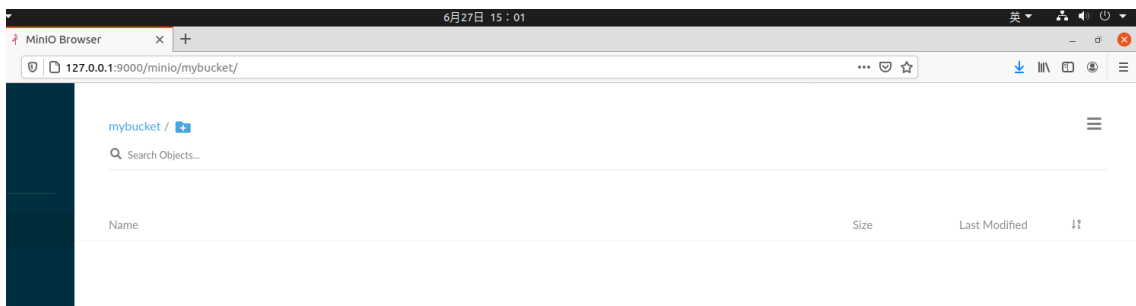 6月27日 15：01 英
MinIO Browser
127.0.0.1:9000/minio/mybucket/
mybucket /
Search Objects...
Name Size Last Modified